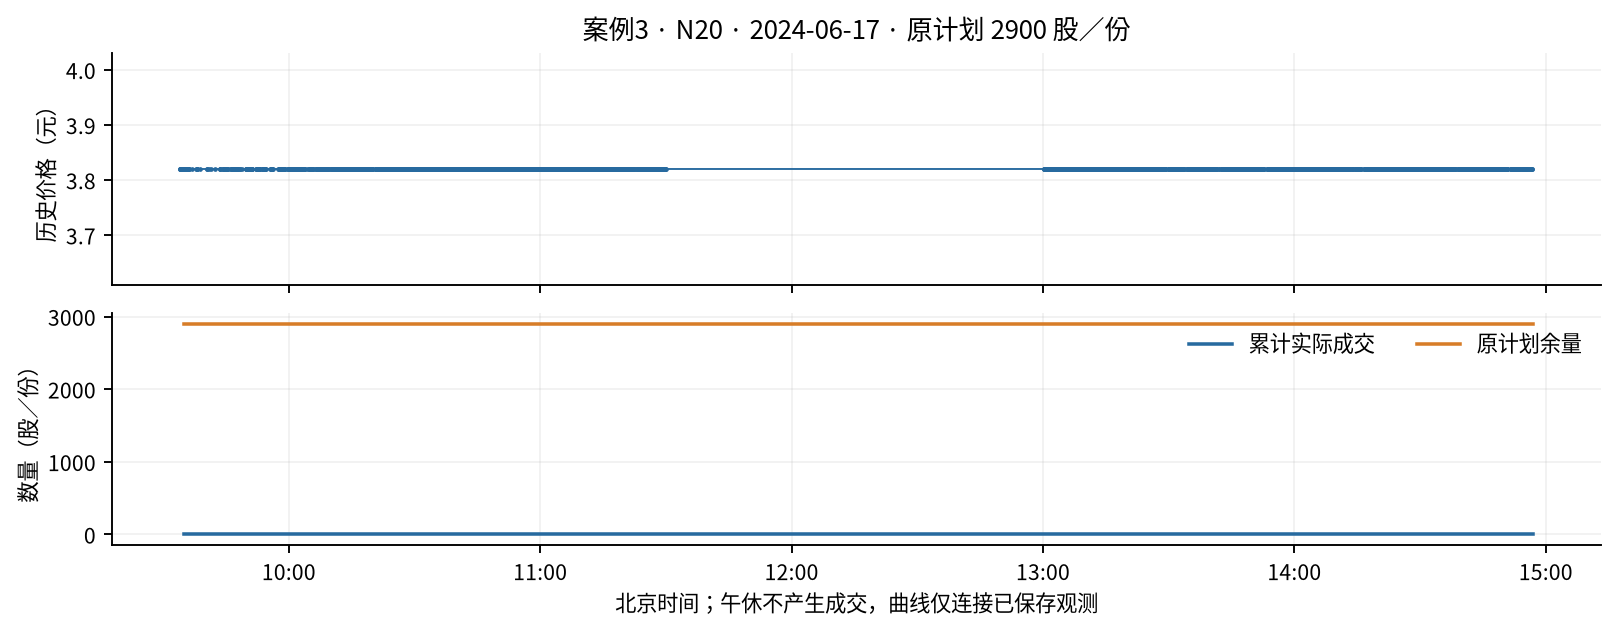 案例3 · N20 · 2024-06-17 · 原计划 2900 股／份
历史价格（元）
4.0
3.9
3.8
3.7
数量（股／份）
3000
2000
1000
0
累计实际成交
原计划余量
10:00 11:00 12:00 13:00 14:00 15:00
北京时间；午休不产生成交，曲线仅连接已保存观测